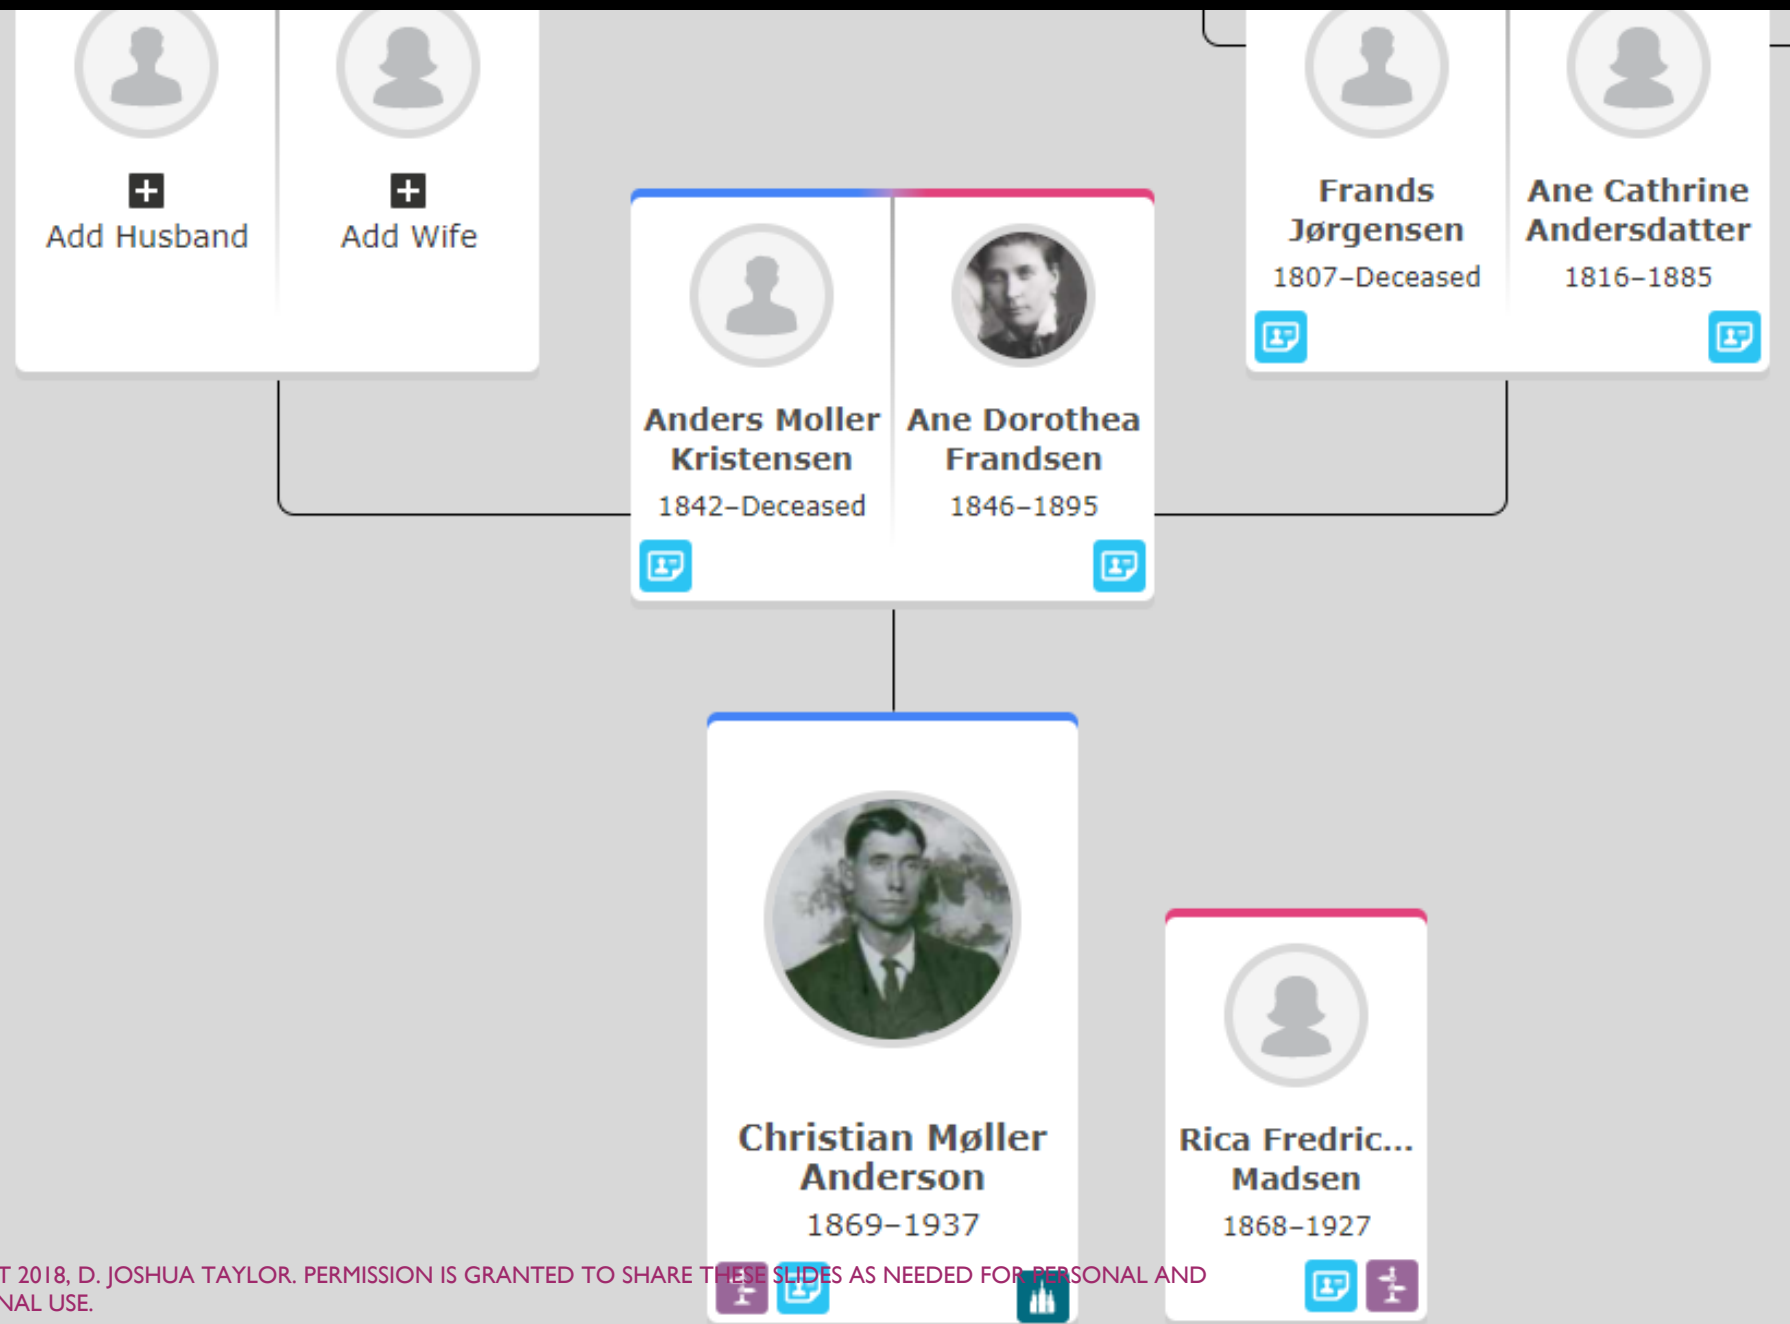 Add Husband
Add Wife
Frands
Jørgensen
1807–Deceased
Ane Cathrine
Andersdatter
1816–1885
Anders Moller
Kristensen
1842–Deceased
Ane Dorothea
Frandsen
1846–1895
Christian Møller
Anderson
1869–1937
Rica Fredric...
Madsen
1868–1927
T 2018, D. JOSHUA TAYLOR. PERMISSION IS GRANTED TO SHARE THESE SLIDES AS NEEDED FOR PERSONAL AND
NAL USE.